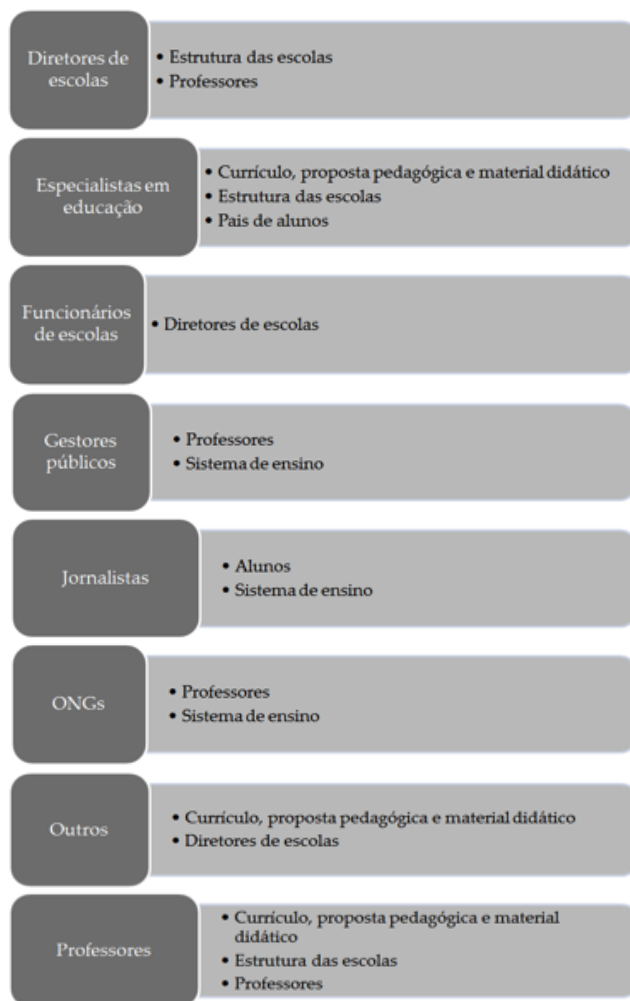 Diretores de
escolas
• Estrutura das escolas
• Professores
Especialistas em
educação
• Currículo, proposta pedagógica e material didático
• Estrutura das escolas
• Pais de alunos
Funcionários
de escolas
• Diretores de escolas
Gestores
públicos
• Professores
• Sistema de ensino
Jornalistas
• Alunos
• Sistema de ensino
ONGs
• Professores
• Sistema de ensino
Outros
• Currículo, proposta pedagógica e material didático
• Diretores de escolas
Professores
• Currículo, proposta pedagógica e material
didático
• Estrutura das escolas
• Professores